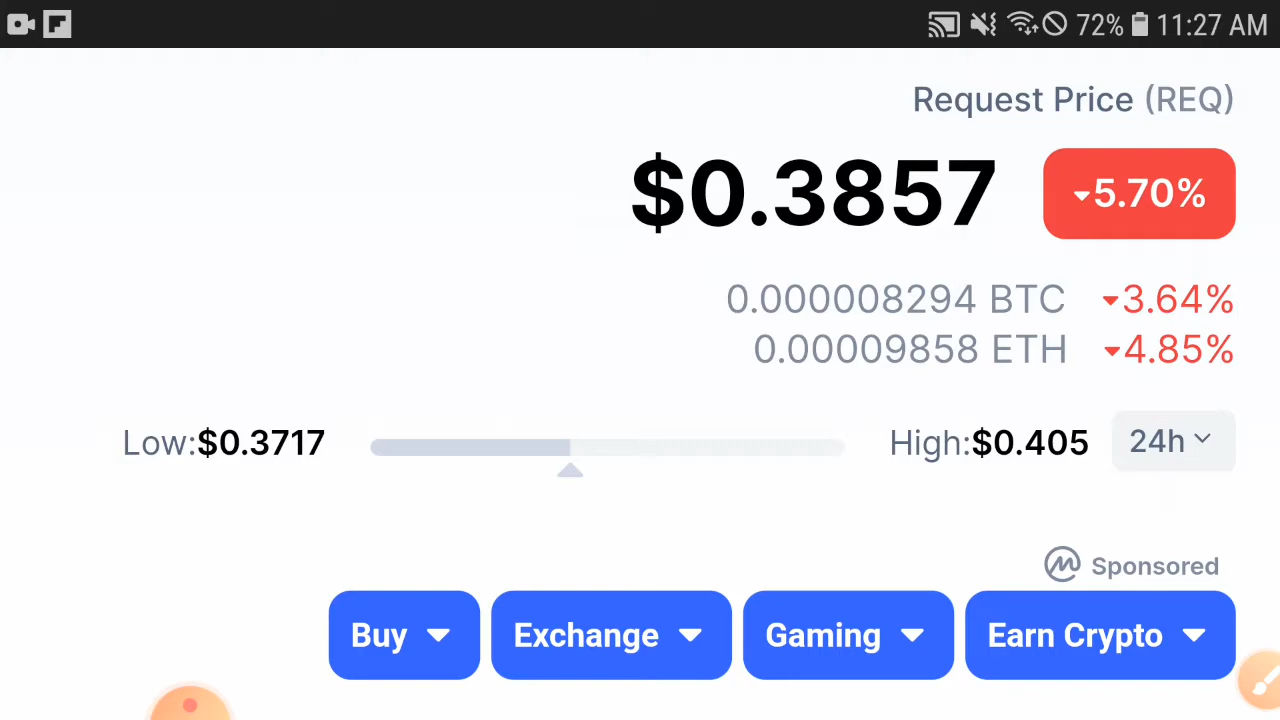 72% 11:27 AM
Request Price (REQ)
$0.3857 5.70%
0.000008294 BTC 3.64%
0.00009858 ETH 4.85%
Low:$0.3717 High:$0.405 24h
Sponsored
Buy Exchange Gaming Earn Crypto